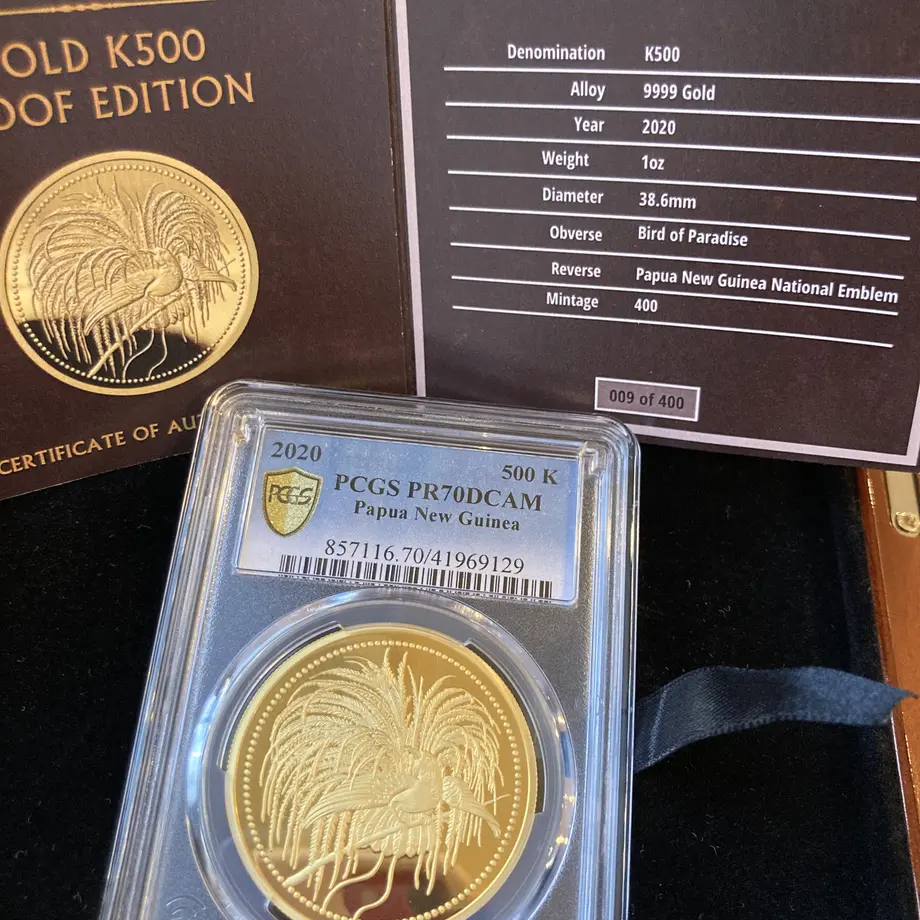 OLD K500
OOF EDITION
CERTIFICATE OF AU
Denomination K500
Alloy 9999 Gold
Year 2020
Weight 1oz
Diameter 38.6mm
Obverse Bird of Paradise
Reverse Papua New Guinea National Emblem
Mintage 400
009 of 400
2020
500 K
PCGS
PCGS PR70DCAM
Papua New Guinea
857116.70/41969129